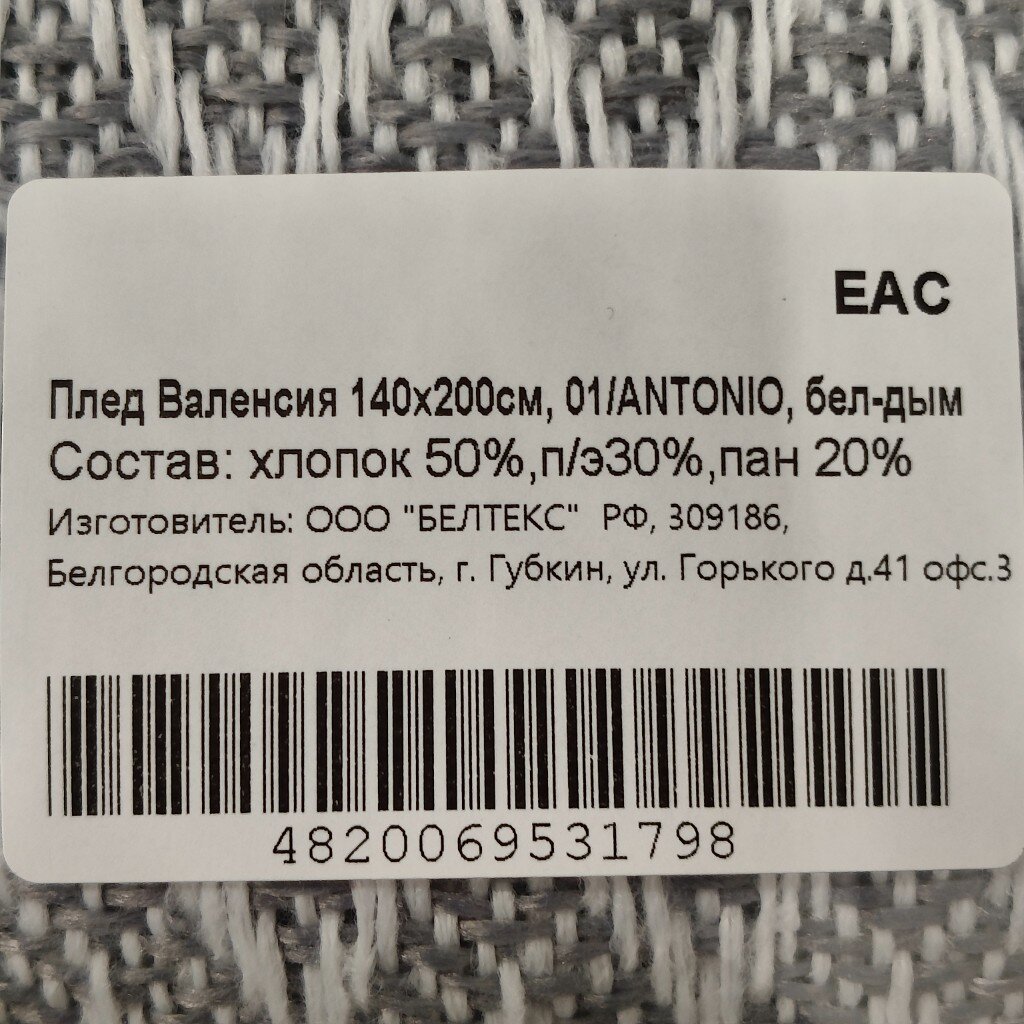 EAC
Плед Валенсия 140х200см, 01/ANTONIO, бел-дым
Состав: хлопок 50%,п/э30%,пан 20%
Изготовитель: ООО "БЕЛТЕКС" РФ, 309186,
Белгородская область, г. Губкин, ул. Горького д.41 офс.3
4820069531798